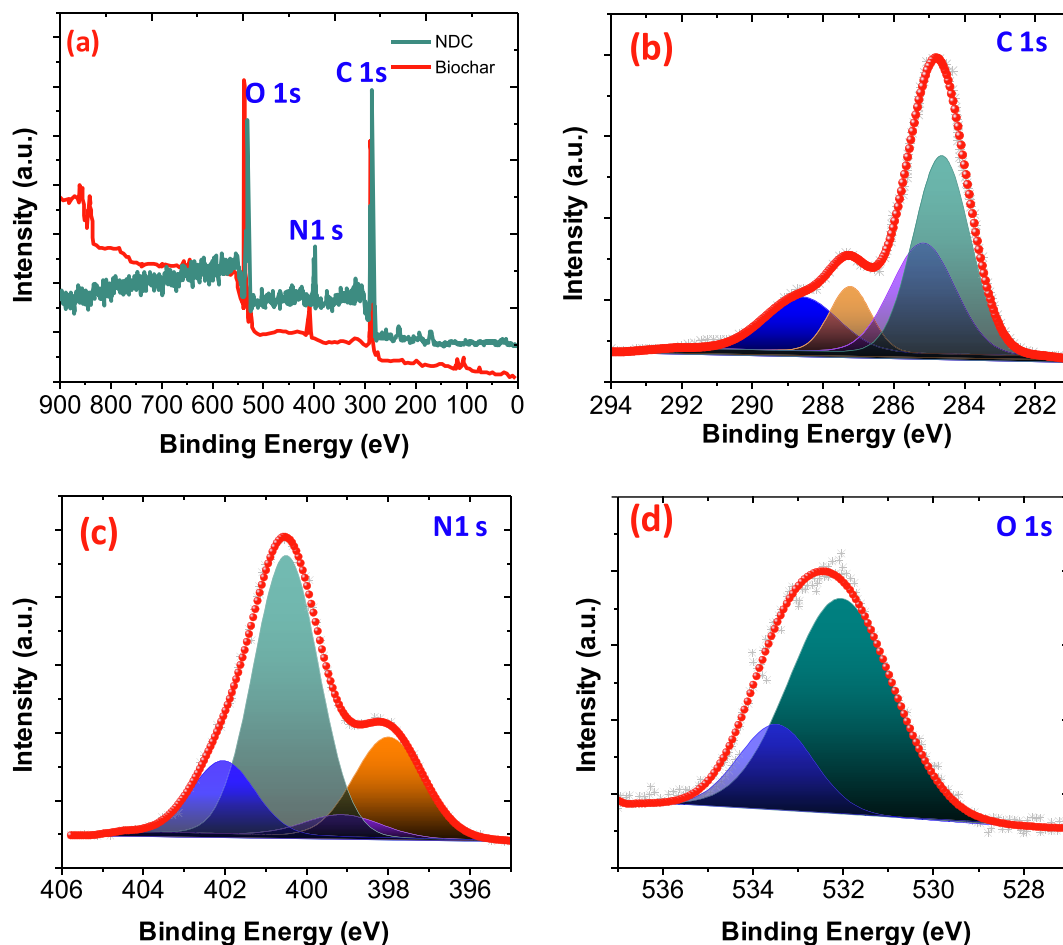 (a)
NDC
Biochar
O 1s
N1 s
C 1s
Intensity (a.u.)
900 800 700 600 500 400 300 200 100 0
Binding Energy (eV)
(b)
C 1s
Intensity (a.u.)
294 292 290 288 286 284 282
Binding Energy (eV)
(c)
N1 s
Intensity (a.u.)
406 404 402 400 398 396
Binding Energy (eV)
(d)
O 1s
Intensity (a.u.)
536 534 532 530 528
Binding Energy (eV)